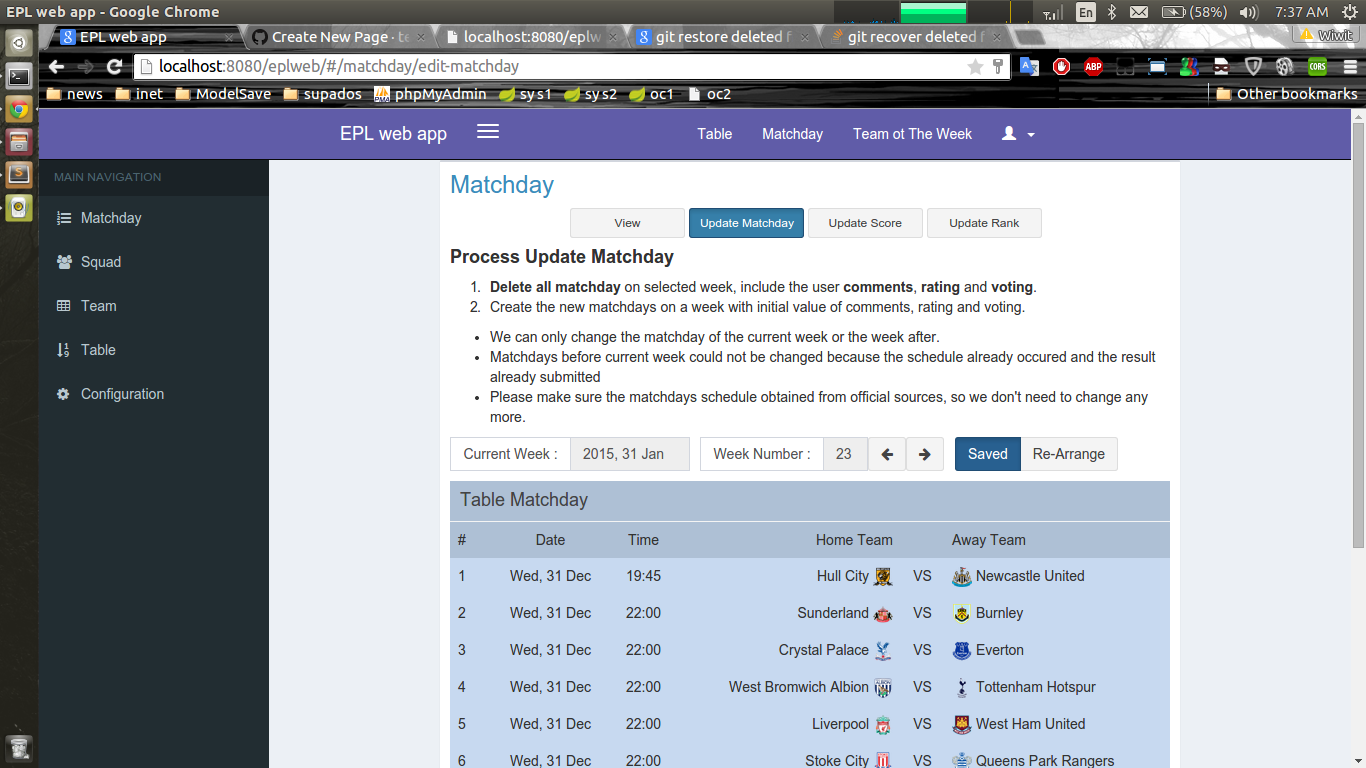 EPL web app - Google Chrome
En
(58%)
7:37 AM
EPL web app
Create New Page · te
localhost:8080/eplw
git restore deleted f
git recover deleted f
Wiwit
localhost:8080/eplweb/#/matchday/edit-matchday
ABP
CORS
news
inet
ModelSave
supados
phpMyAdmin
sys1
sys2
oc1
oc2
Other bookmarks
EPL web app
Table
Matchday
Team ot The Week
MAIN NAVIGATION
Matchday
Squad
Team
Table
Configuration
Matchday
View
Update Matchday
Update Score
Update Rank
Process Update Matchday
1. Delete all matchday on selected week, include the user comments, rating and voting.
2. Create the new matchdays on a week with initial value of comments, rating and voting.
• We can only change the matchday of the current week or the week after.
• Matchdays before current week could not be changed because the schedule already occured and the result
already submitted
• Please make sure the matchdays schedule obtained from official sources, so we don't need to change any
more.
Current Week : 2015, 31 Jan
Week Number : 23
Saved
Re-Arrange
Table Matchday
# Date Time Home Team Away Team
1 Wed, 31 Dec 19:45 Hull City VS Newcastle United
2 Wed, 31 Dec 22:00 Sunderland VS Burnley
3 Wed, 31 Dec 22:00 Crystal Palace VS Everton
4 Wed, 31 Dec 22:00 West Bromwich Albion VS Tottenham Hotspur
5 Wed, 31 Dec 22:00 Liverpool VS West Ham United
6 Wed, 31 Dec 22:00 Stoke City VS Queens Park Rangers